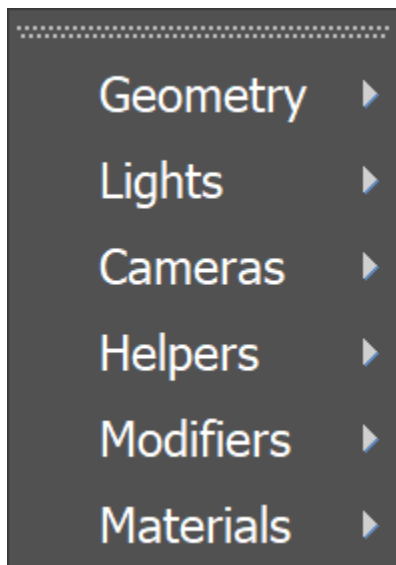 Geometry
Lights
Cameras
Helpers
Modifiers
Materials